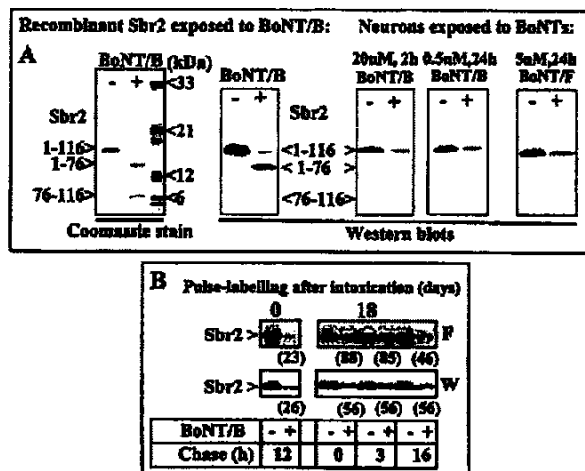 Recombinant Sbr2 exposed to BoNT/B: Neurons exposed to BoNTs:
A
BoNT/B (kDa) BoNT/B 20nM, 2h BoNT/B 0.5nM, 24h BoNT/B 5nM, 24h BoNT/F
- + - + - + - + - +
<33
Sbr2 Sbr2
<21
1-116> <1-116>
1-76> <1-76>
<12
76-116> <6 <76-116>
Coomasie stain Western blots
B Pulse-labelling after intoxication (days)
0 18
Sbr2 > F
(23) (88) (85) (46)
Sbr2 > W
(26) (56) (56) (56)
BoNT/B - + - + - + - +
Chase (h) 12 0 3 16